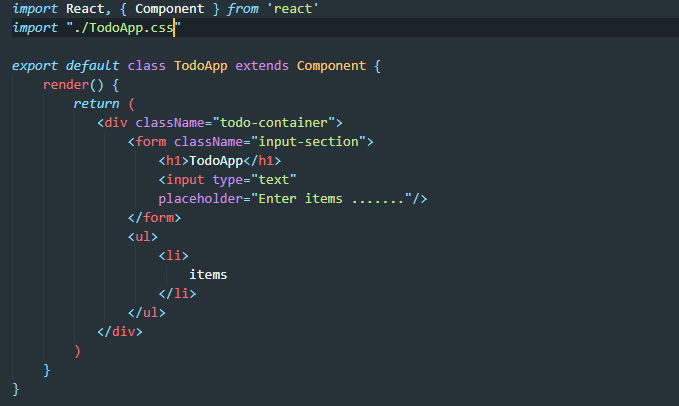 import React, { Component } from 'react'
import "./TodoApp.css"

export default class TodoApp extends Component {
    render() {
        return (
           <div className="todo-container">
               <form className="input-section">
                   <h1>TodoApp</h1>
                   <input type="text"
                   placeholder="Enter items ......."/>
               </form>
               <ul>
                   <li>
                       items
                   </li>
               </ul>
           </div>
        )
    }
}